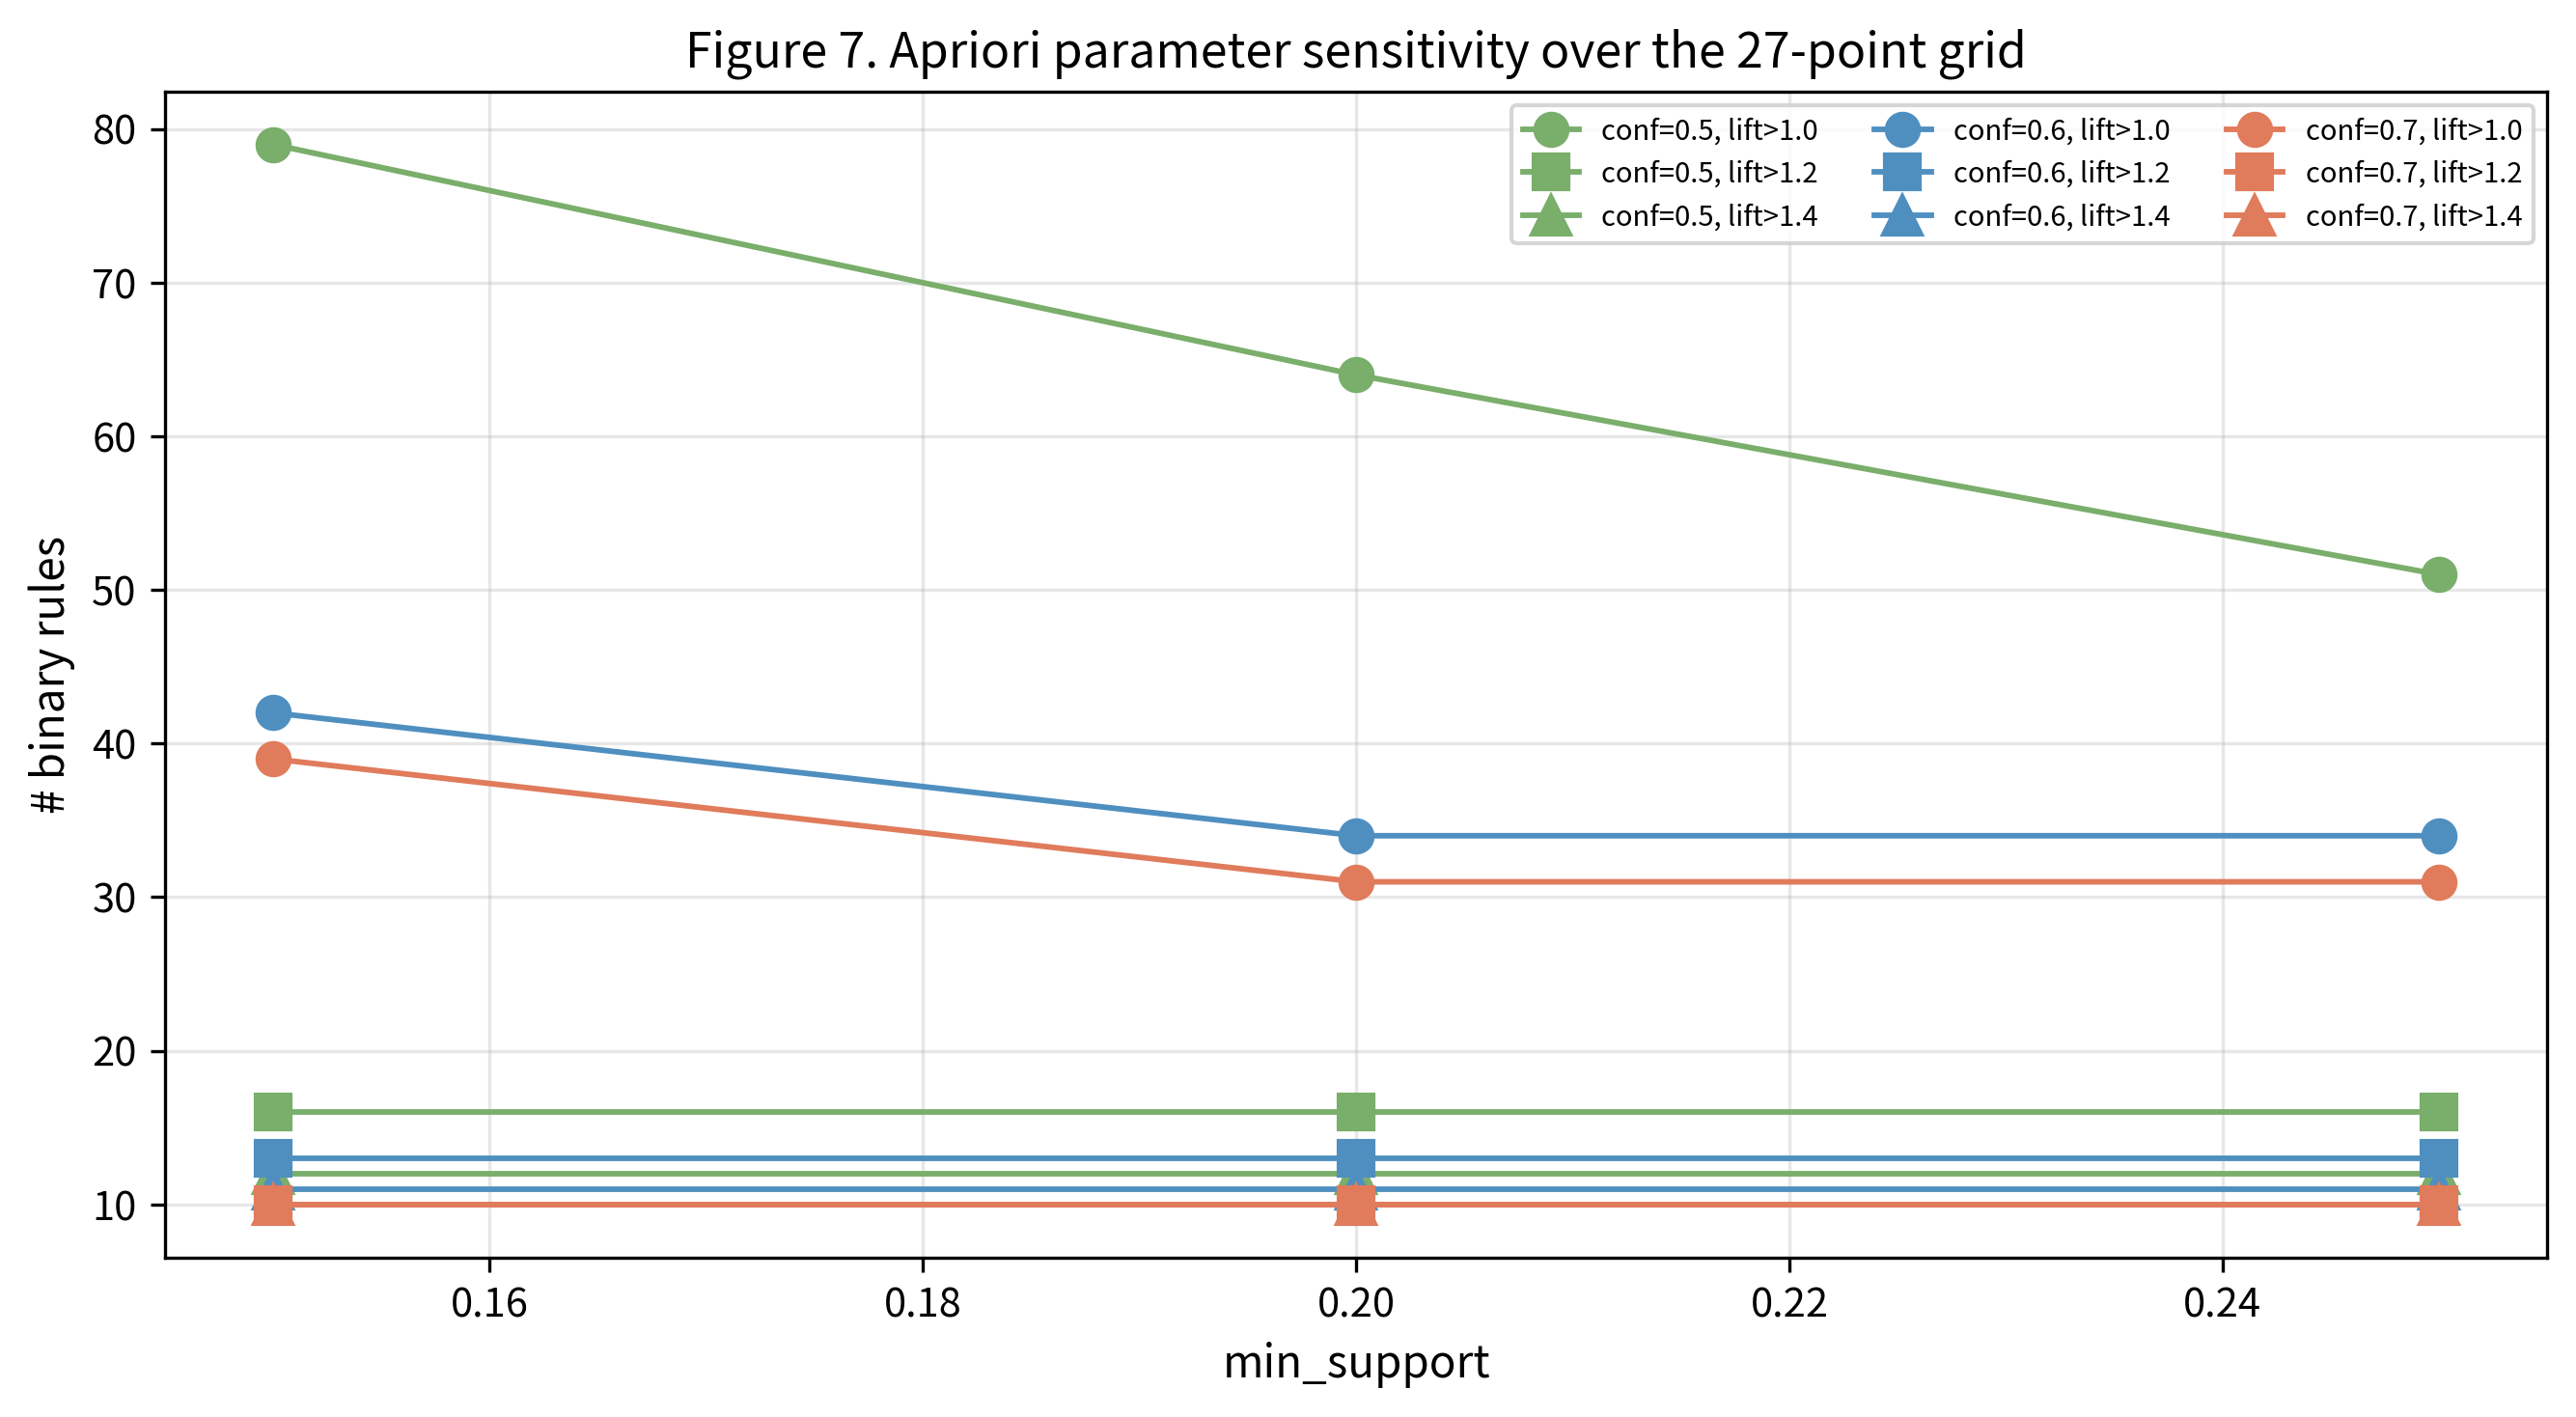 Figure 7. Apriori parameter sensitivity over the 27-point grid
conf=0.5, lift>1.0
conf=0.5, lift>1.2
conf=0.5, lift>1.4
conf=0.6, lift>1.0
conf=0.6, lift>1.2
conf=0.6, lift>1.4
conf=0.7, lift>1.0
conf=0.7, lift>1.2
conf=0.7, lift>1.4
# binary rules
80
70
60
50
40
30
20
10
0.16
0.18
0.20
0.22
0.24
min_support